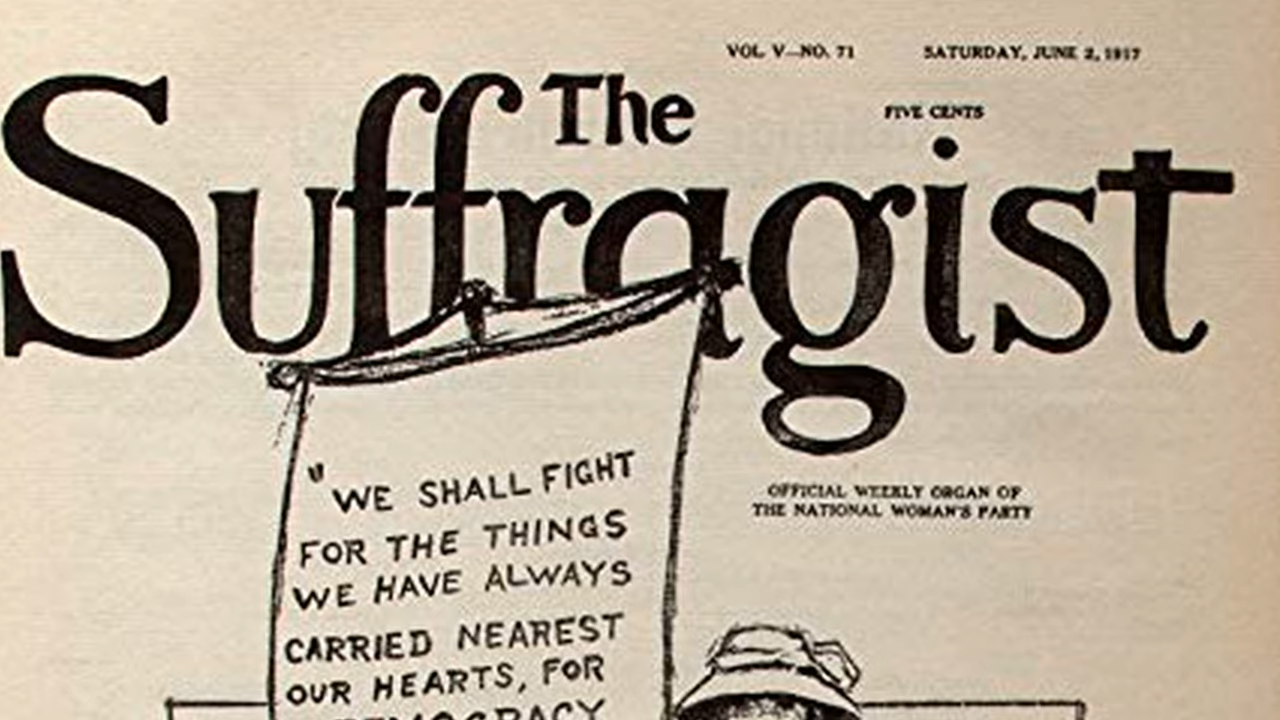 VOL. V—NO. 71 SATURDAY, JUNE 2, 1917
The
FIVE CENTS
Suffragist
OFFICIAL WEEKLY ORGAN OF
THE NATIONAL WOMAN'S PARTY
"WE SHALL FIGHT
FOR THE THINGS
WE HAVE ALWAYS
CARRIED NEAREST
OUR HEARTS, FOR
DEMOCRACY